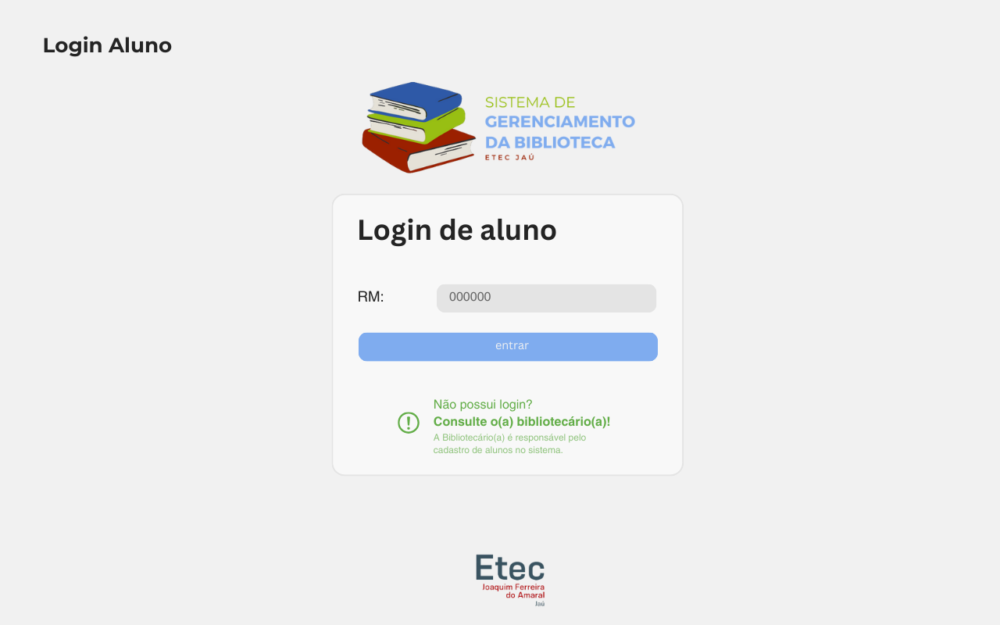 Login Aluno
SISTEMA DE
GERENCIAMENTO
DA BIBLIOTECA
ETEC JAÚ
Login de aluno
RM:
000000
entrar
Não possui login?
Consulte o(a) bibliotecário(a)!
A Bibliotecário(a) é responsável pelo
cadastro de alunos no sistema.
Etec
Joaquim Ferreira
do Amaral
Jaú